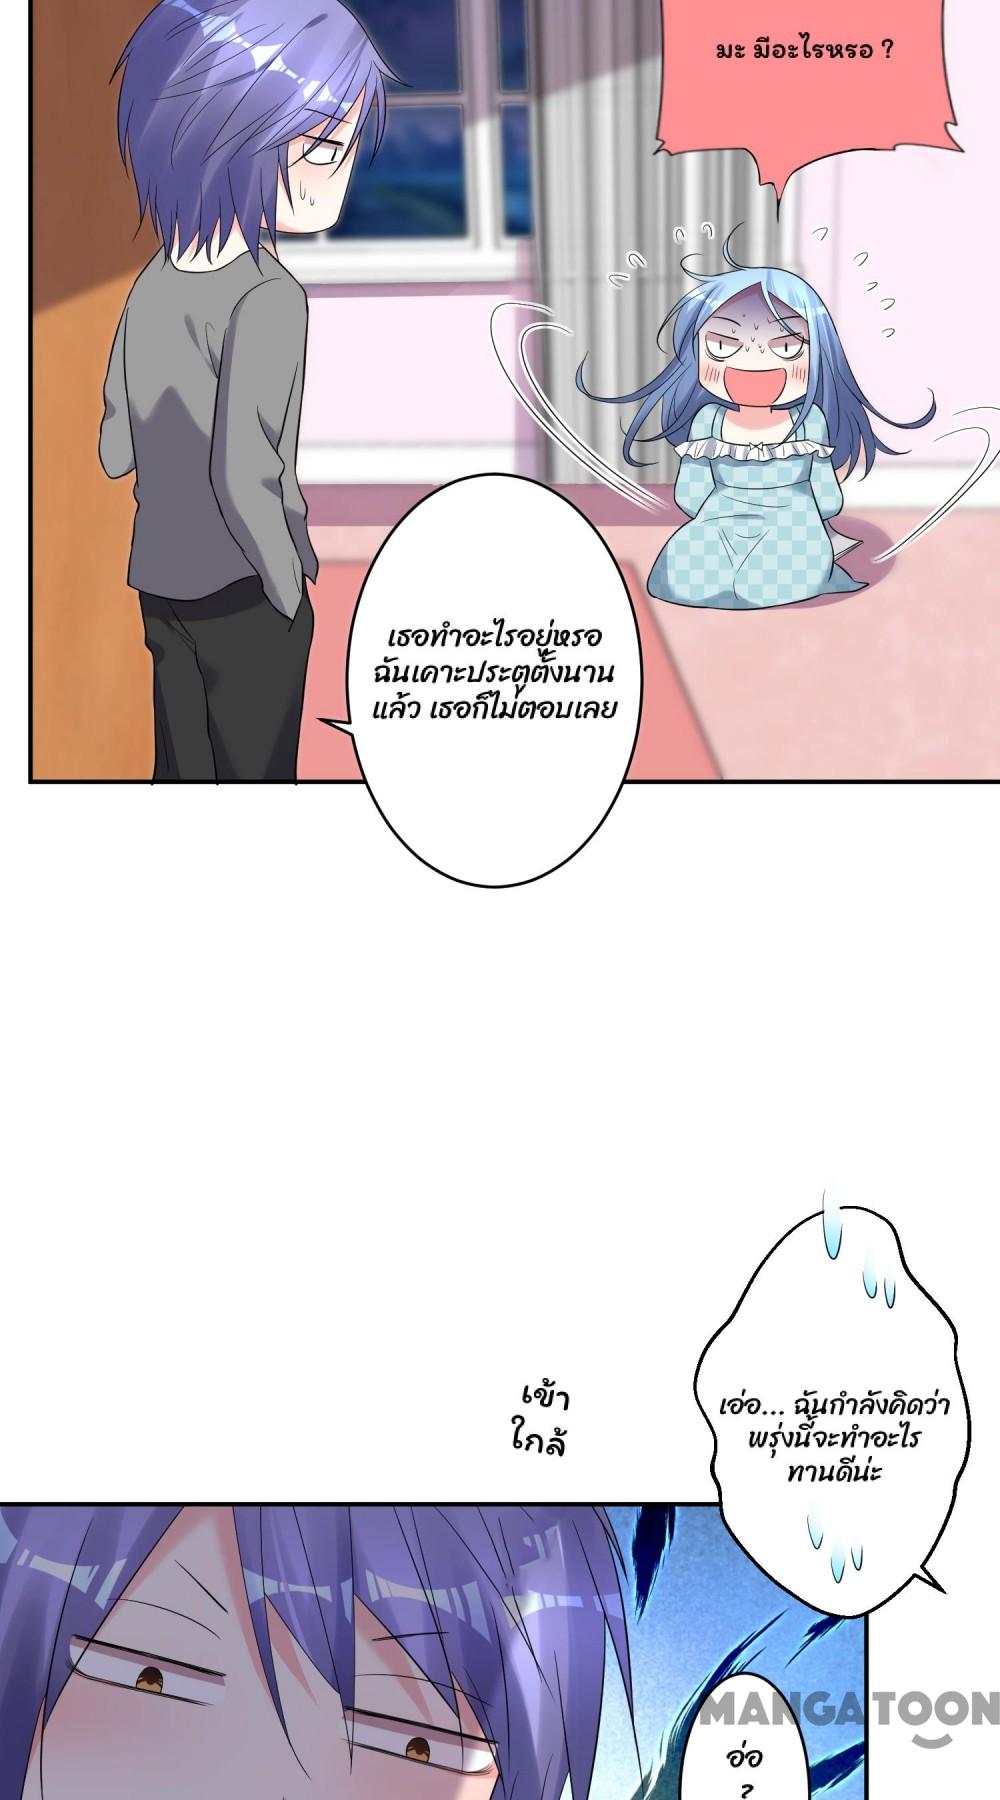 มะ มีอะไรหรอ ?
เธอทำอะไรอยู่หรอ
ฉันเคาะประตูตั้งนาน
แล้ว เธอก็ไม่ตอบเลย
เข้า
ใกล้
เอ่อ... ฉันกำลังคิดว่า
พรุ่งนี้จะทำอะไร
ทานดีน่ะ
MANGATOON
อ่อ
?